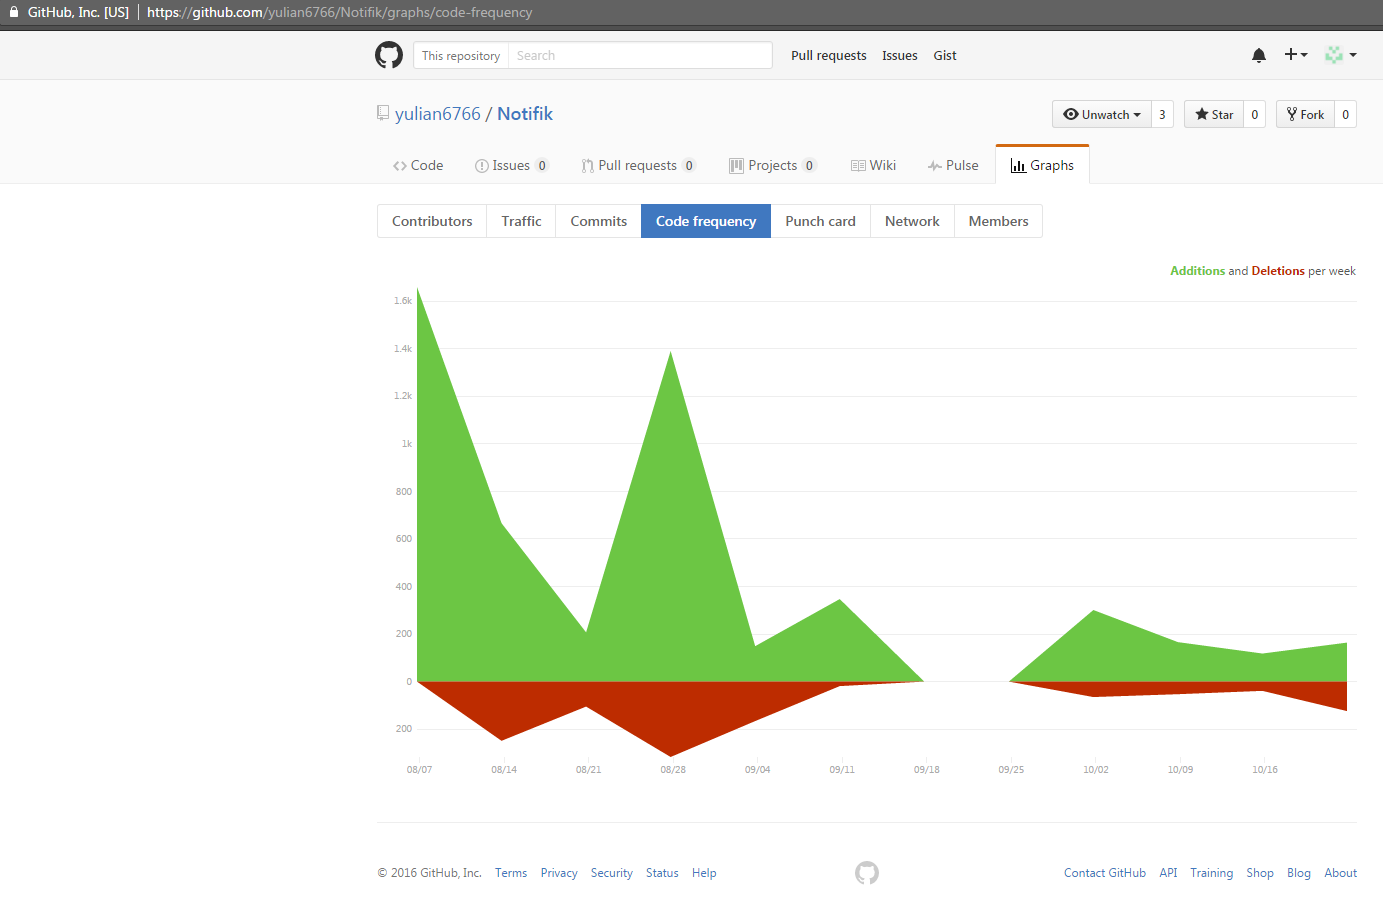 GitHub, Inc. [US] https://github.com/yulian6766/Notifik/graphs/code-frequency
This repository Search Pull requests Issues Gist
yulian6766 / Notifik Unwatch 3 Star 0 Fork 0
Code Issues 0 Pull requests 0 Projects 0 Wiki Pulse Graphs
Contributors Traffic Commits Code frequency Punch card Network Members
Additions and Deletions per week
1.6k
1.4k
1.2k
1k
800
600
400
200
0
200
08/07 08/14 08/21 08/28 09/04 09/11 09/18 09/25 10/02 10/09 10/16
© 2016 GitHub, Inc. Terms Privacy Security Status Help Contact GitHub API Training Shop Blog About